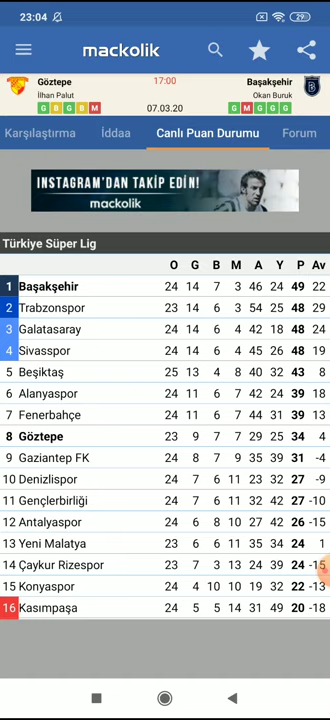 23:04
29
mackolik
Göztepe
İlhan Palut
G B G B M
17:00
07.03.20
Başakşehir
Okan Buruk
G M G G G
Karşılaştırma İddaa Canlı Puan Durumu Forum
INSTAGRAM'DAN TAKİP EDİN!
mackolik
Türkiye Süper Lig
O G B M A Y P Av
1 Başakşehir 24 14 7 3 46 24 49 22
2 Trabzonspor 23 14 6 3 54 25 48 29
3 Galatasaray 24 14 6 4 42 18 48 24
4 Sivasspor 24 14 6 4 45 26 48 19
5 Beşiktaş 25 13 4 8 40 32 43 8
6 Alanyaspor 24 11 6 7 42 24 39 18
7 Fenerbahçe 24 11 6 7 44 31 39 13
8 Göztepe 23 9 7 7 29 25 34 4
9 Gaziantep FK 24 8 7 9 35 39 31 -4
10 Denizlispor 24 7 6 11 23 32 27 -9
11 Gençlerbirliği 24 7 6 11 32 42 27 -10
12 Antalyaspor 24 6 8 10 27 42 26 -15
13 Yeni Malatya 23 6 6 11 35 34 24 1
14 Çaykur Rizespor 23 7 3 13 24 39 24 -15
15 Konyaspor 24 4 10 10 19 32 22 -13
16 Kasımpaşa 24 5 5 14 31 49 20 -18